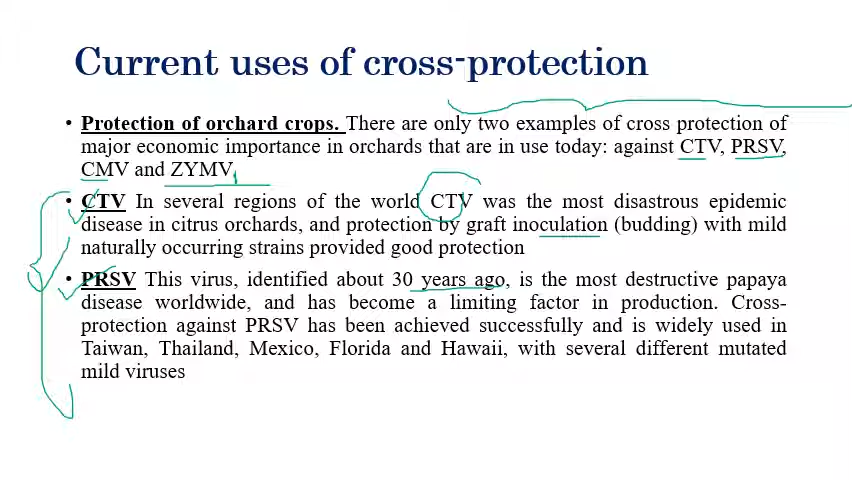 Current uses of cross-protection
• Protection of orchard crops. There are only two examples of cross protection of
major economic importance in orchards that are in use today: against CTV, PRSV,
CMV and ZYMV,
• CTV In several regions of the world CTV was the most disastrous epidemic
disease in citrus orchards, and protection by graft inoculation (budding) with mild
naturally occurring strains provided good protection
• PRSV This virus, identified about 30 years ago, is the most destructive papaya
disease worldwide, and has become a limiting factor in production. Cross-
protection against PRSV has been achieved successfully and is widely used in
Taiwan, Thailand, Mexico, Florida and Hawaii, with several different mutated
mild viruses